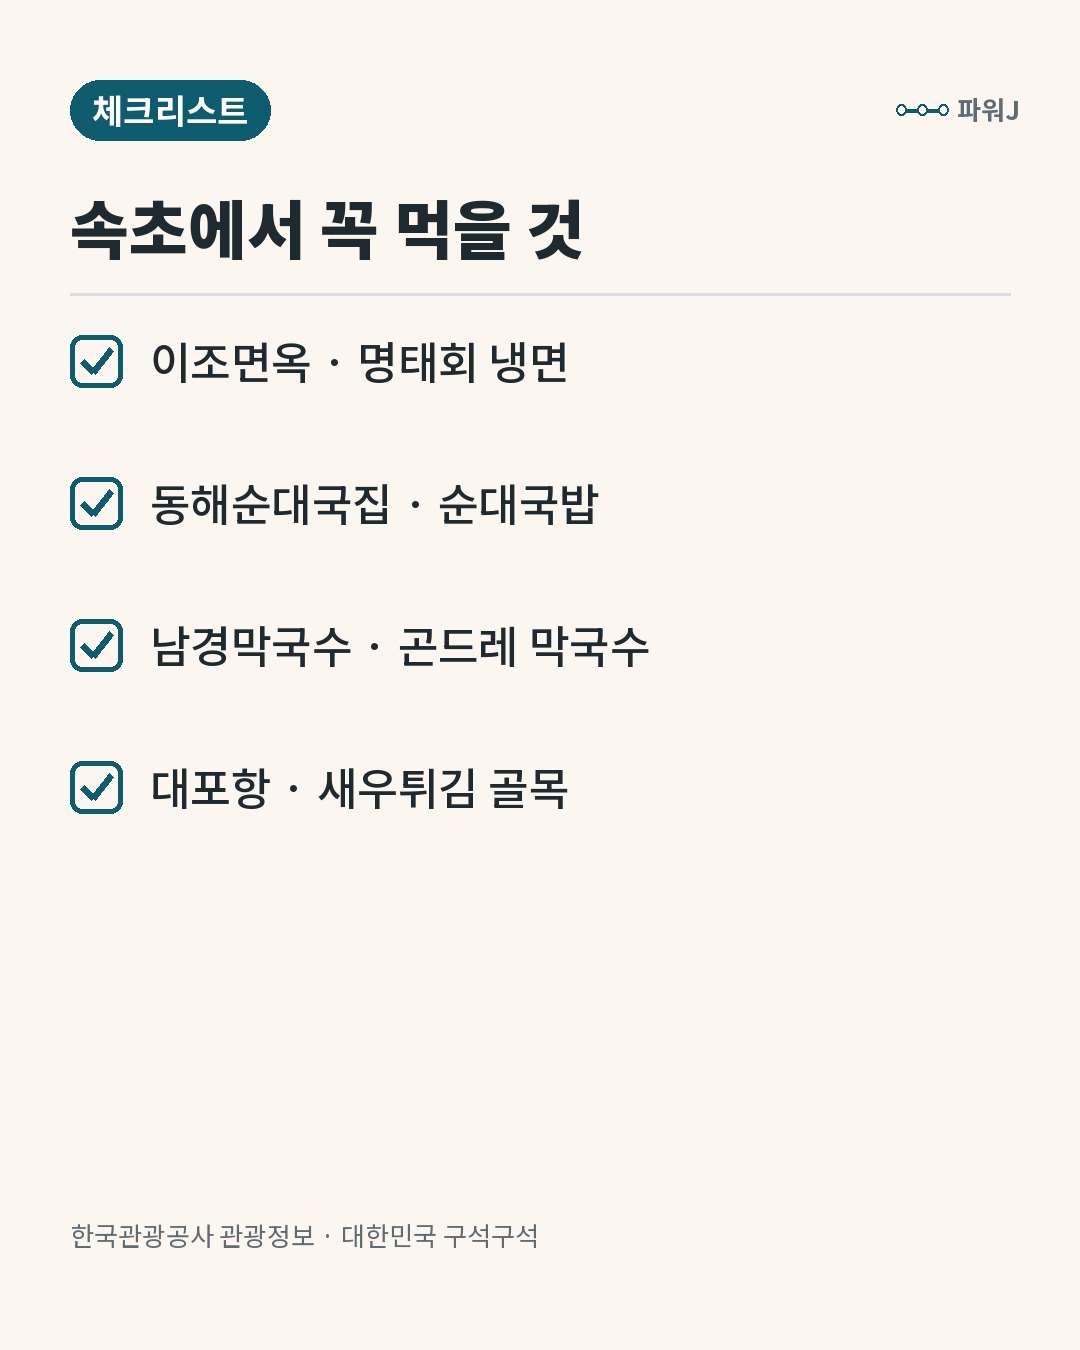 체크리스트
파워J
속초에서 꼭 먹을 것
이조면옥 · 명태회 냉면
동해순대국집 · 순대국밥
남경막국수 · 곤드레 막국수
대포항 · 새우튀김 골목
한국관광공사 관광정보 · 대한민국 구석구석